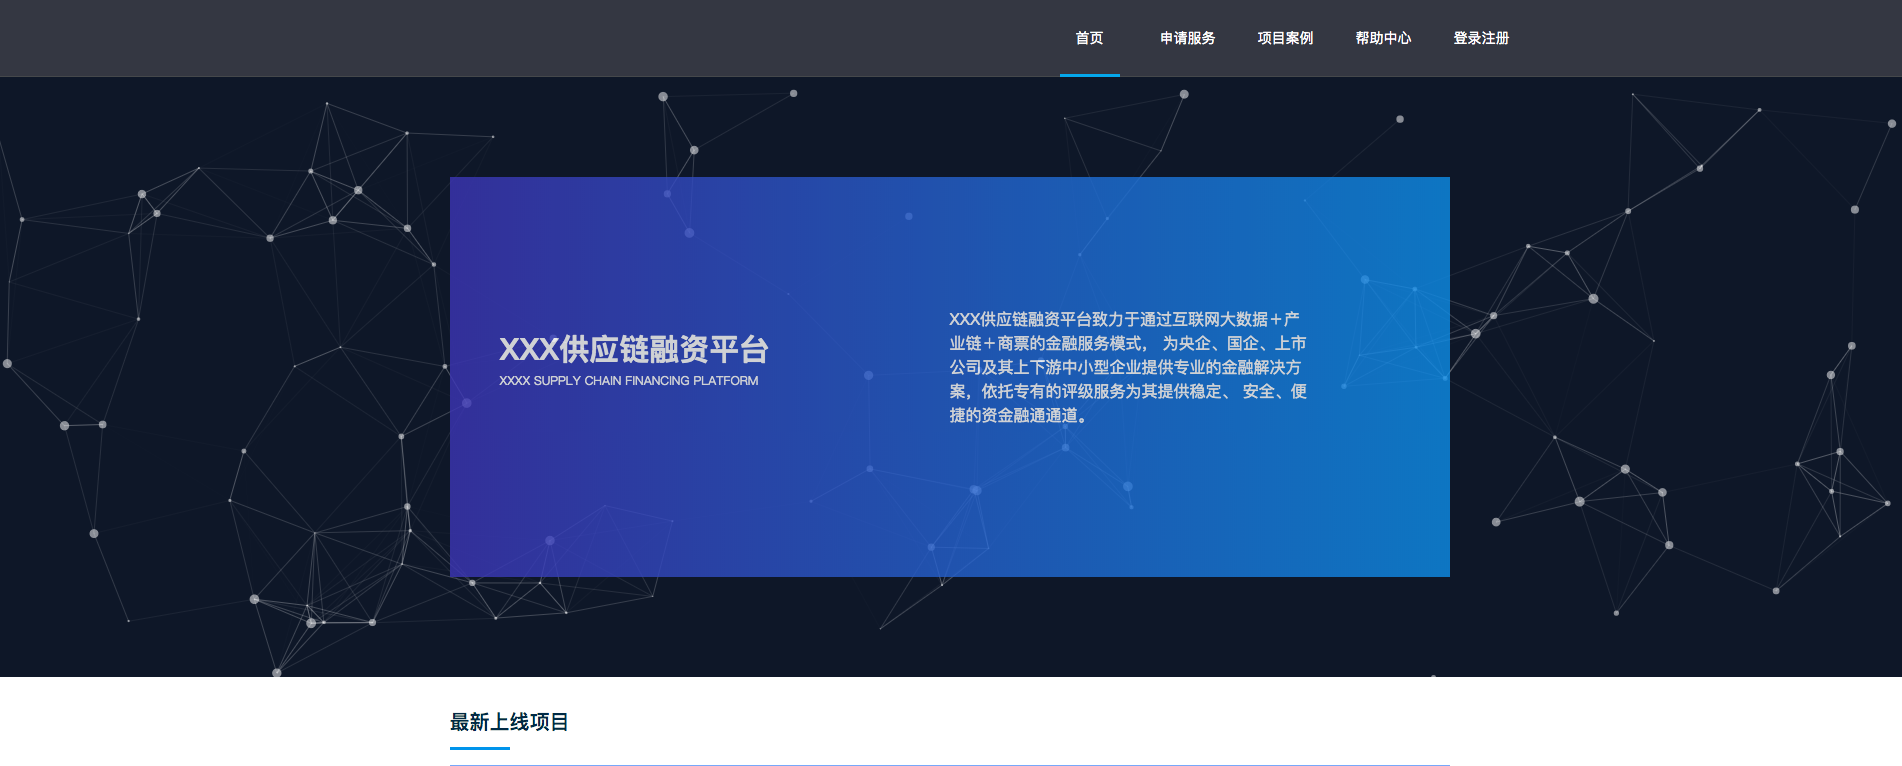 首页
申请服务
项目案例
帮助中心
登录注册
XXX供应链融资平台
XXXX SUPPLY CHAIN FINANCING PLATFORM
XXX供应链融资平台致力于通过互联网大数据＋产
业链＋商票的金融服务模式， 为央企、国企、上市
公司及其上下游中小型企业提供专业的金融解决方
案，依托专有的评级服务为其提供稳定、 安全、便
捷的资金融通通道。
最新上线项目